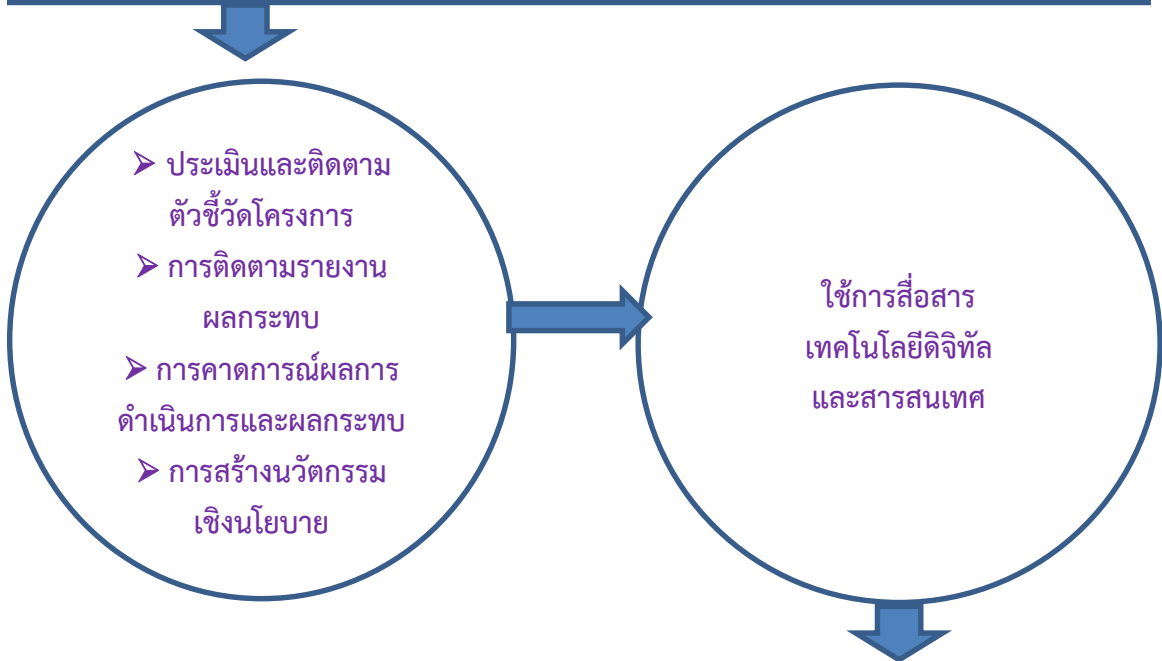 ➢ ประเมินและติดตาม
ตัวชี้วัดโครงการ
➢ การติดตามรายงาน
ผลกระทบ
➢ การคาดการณ์ผลการ
ดำเนินการและผลกระทบ
➢ การสร้างนวัตกรรม
เชิงนโยบาย
ใช้การสื่อสาร
เทคโนโลยีดิจิทัล
และสารสนเทศ